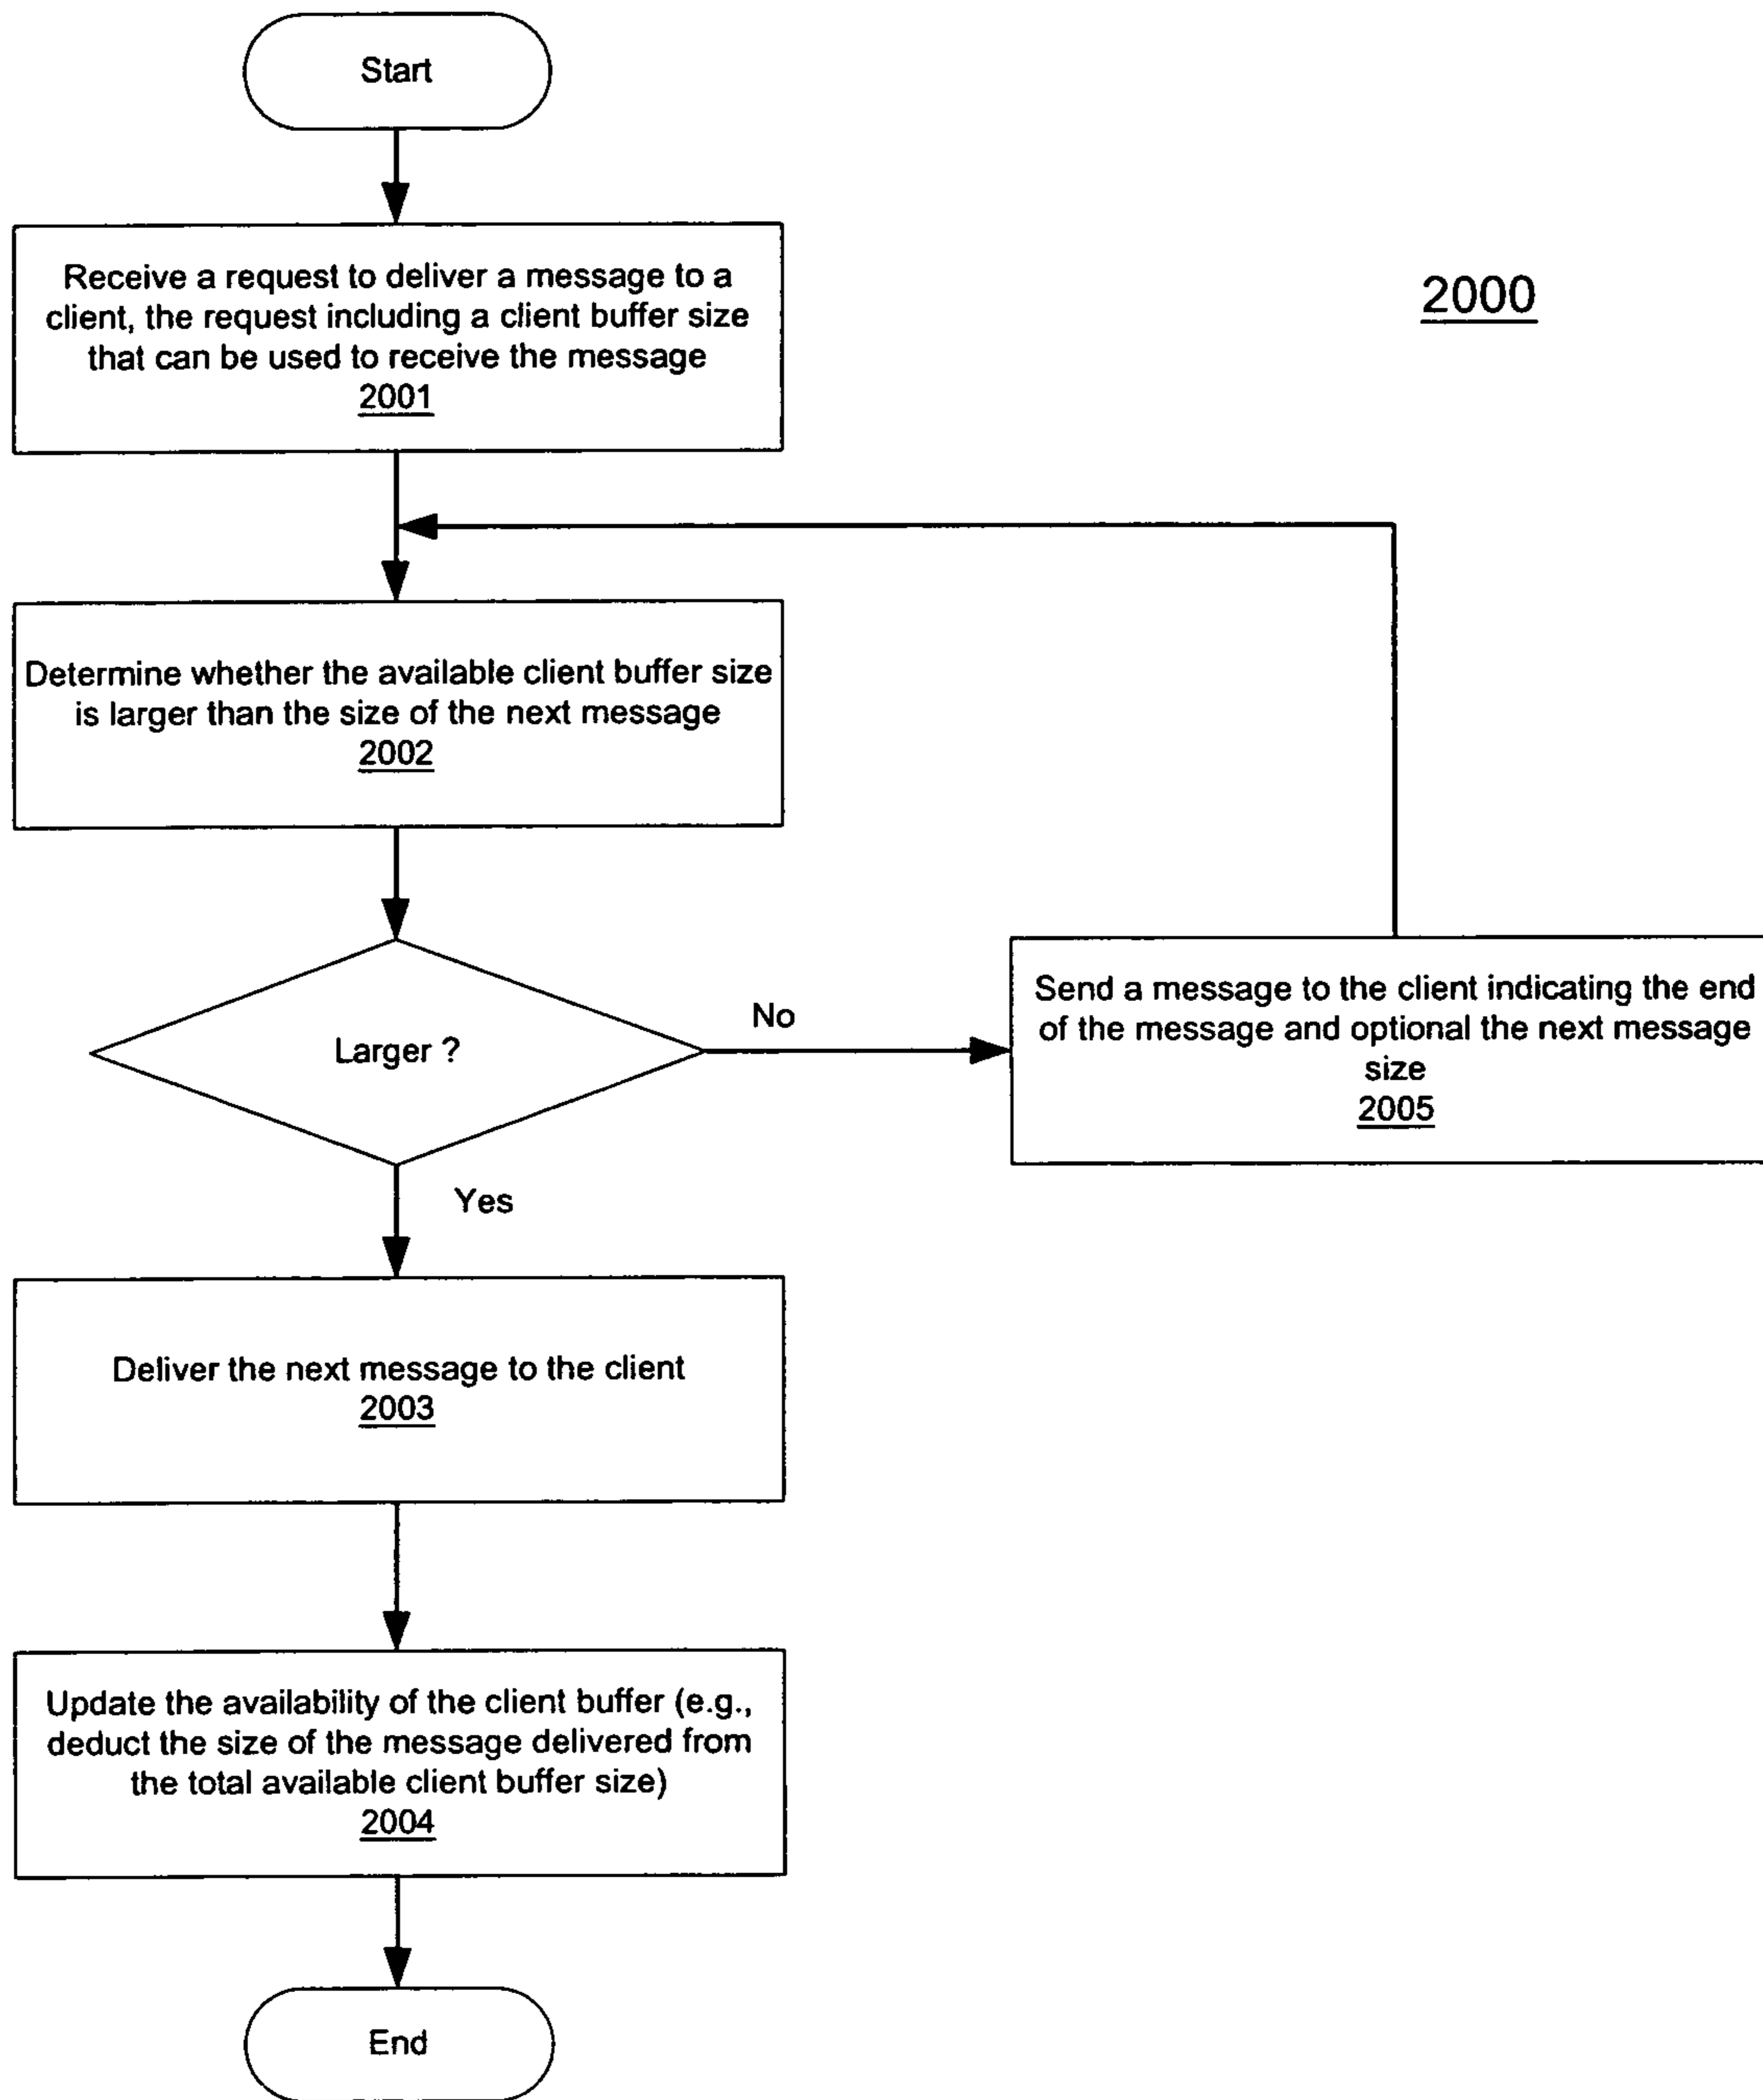 Start
Receive a request to deliver a message to a
client, the request including a client buffer size
that can be used to receive the message
2001
2000
Determine whether the available client buffer size
is larger than the size of the next message
2002
Larger ?
No
Send a message to the client indicating the end
of the message and optional the next message
size
2005
Yes
Deliver the next message to the client
2003
Update the availability of the client buffer (e.g.,
deduct the size of the message delivered from
the total available client buffer size)
2004
End